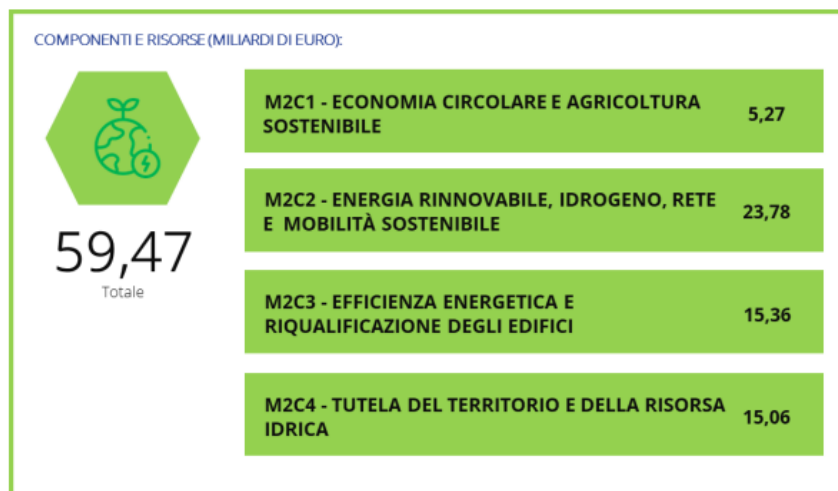 COMPONENTI E RISORSE (MILIARDI DI EURO):
59,47
Totale
M2C1 - ECONOMIA CIRCOLARE E AGRICOLTURA
SOSTENIBILE
5,27
M2C2 - ENERGIA RINNOVABILE, IDROGENO, RETE
E MOBILITÀ SOSTENIBILE
23,78
M2C3 - EFFICIENZA ENERGETICA E
RIQUALIFICAZIONE DEGLI EDIFICI
15,36
M2C4 - TUTELA DEL TERRITORIO E DELLA RISORSA
IDRICA
15,06